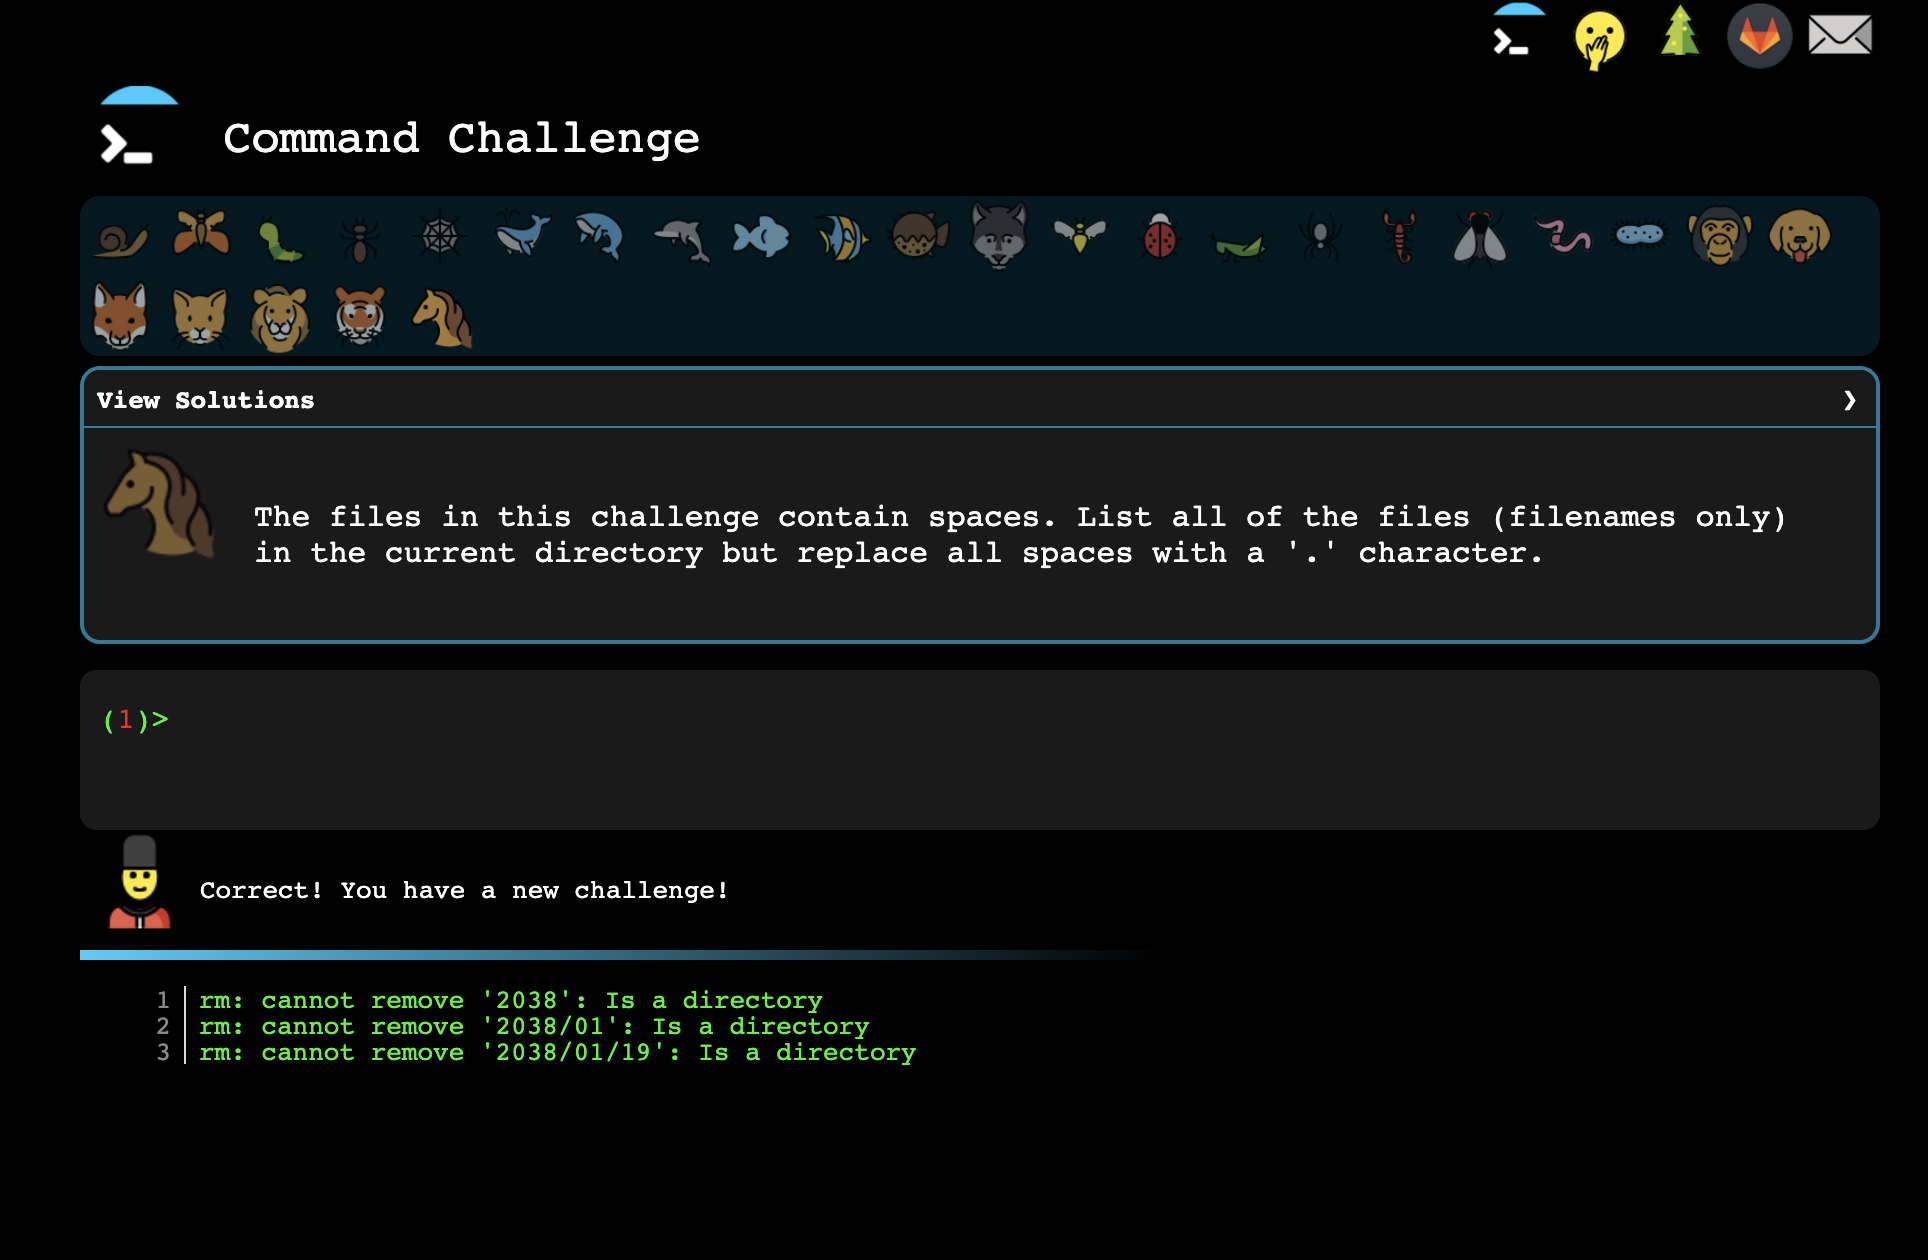 Command Challenge
View Solutions ❯
The files in this challenge contain spaces. List all of the files (filenames only)
in the current directory but replace all spaces with a '.' character.
(1)>
Correct! You have a new challenge!
1 rm: cannot remove '2038': Is a directory
2 rm: cannot remove '2038/01': Is a directory
3 rm: cannot remove '2038/01/19': Is a directory